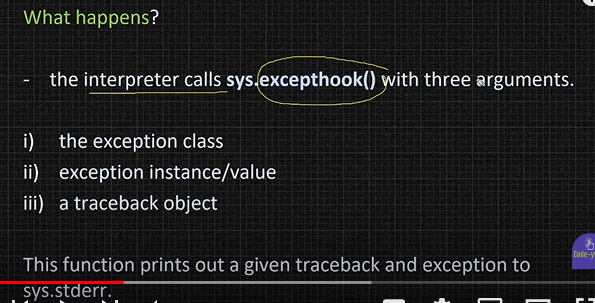 What happens?
- the interpreter calls sys.excepthook() with three arguments.
i) the exception class
ii) exception instance/value
iii) a traceback object
This function prints out a given traceback and exception to
sys.stderr.